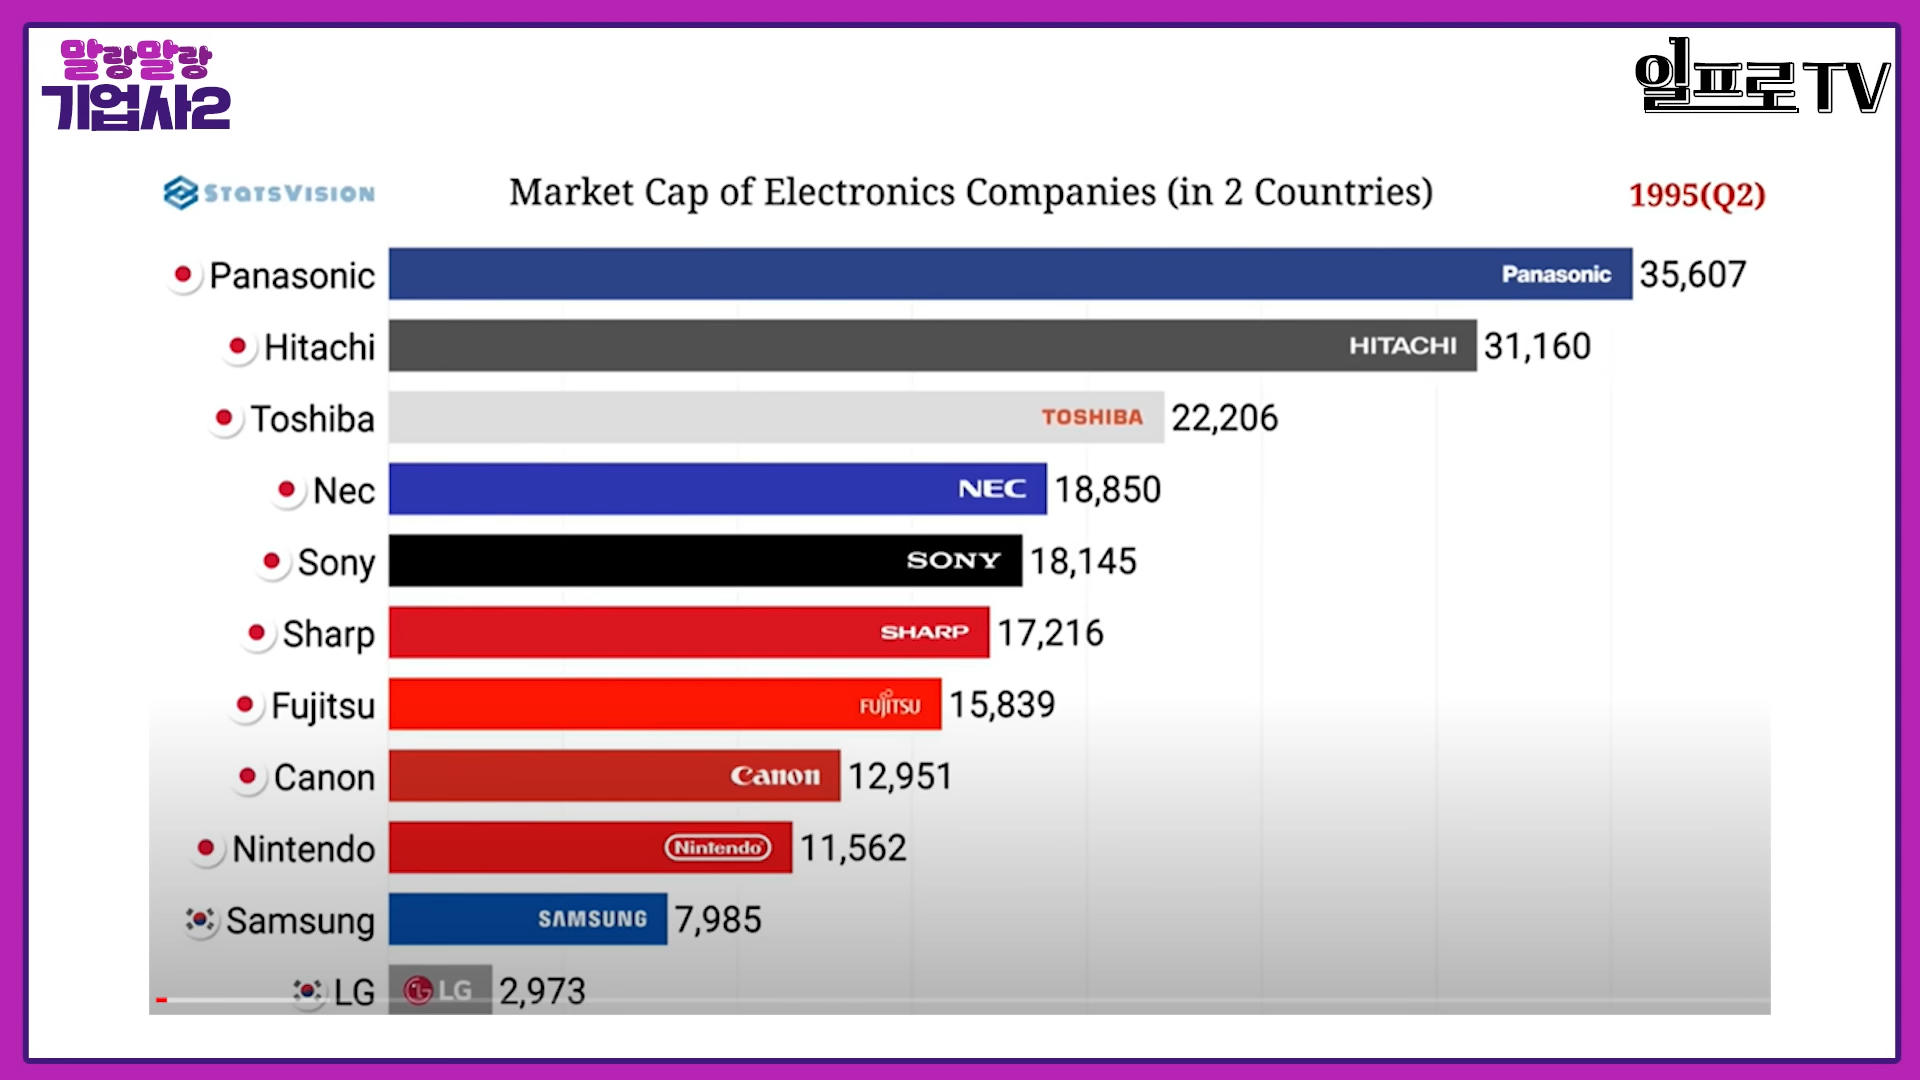 말랑말랑
기업사2
일프로TV
STATSVISION
Market Cap of Electronics Companies (in 2 Countries)
1995(Q2)
Panasonic Panasonic 35,607
Hitachi HITACHI 31,160
Toshiba TOSHIBA 22,206
Nec NEC 18,850
Sony SONY 18,145
Sharp SHARP 17,216
Fujitsu FUJITSU 15,839
Canon Canon 12,951
Nintendo Nintendo 11,562
Samsung SAMSUNG 7,985
LG LG 2,973